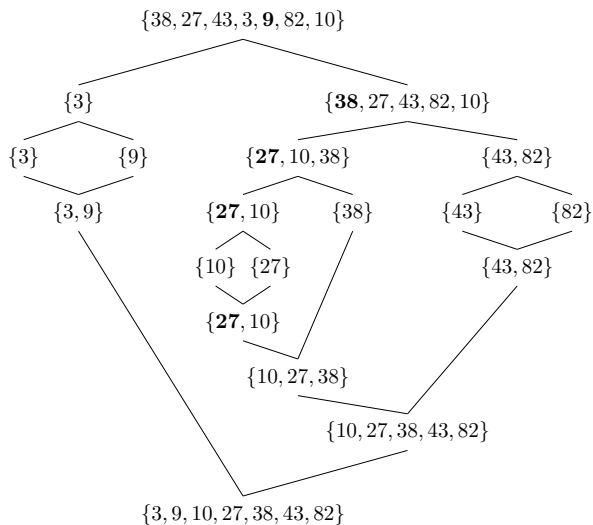 {38, 27, 43, 3, 9, 82, 10}
{3} {38, 27, 43, 82, 10}
{3} {9} {27, 10, 38} {43, 82}
{3, 9} {27, 10} {38} {43} {82}
{10} {27} {43, 82}
{27, 10}
{10, 27, 38}
{10, 27, 38, 43, 82}
{3, 9, 10, 27, 38, 43, 82}